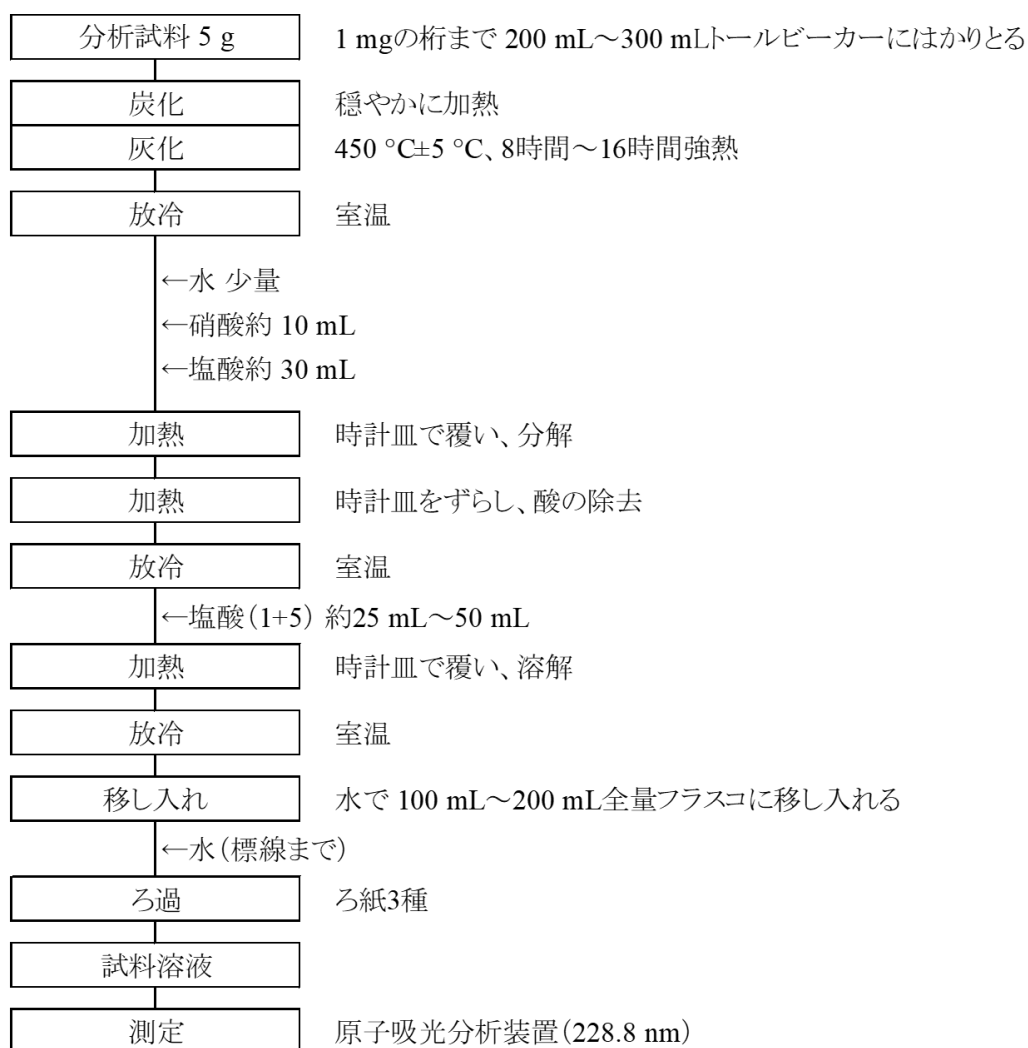 分析試料 5 g 1 mgの桁まで 200 mL～300 mLトールビーカーにはかりとる
炭化 穏やかに加熱
灰化 450 °C±5 °C、8時間～16時間強熱
放冷 室温
←水 少量
←硝酸約 10 mL
←塩酸約 30 mL
加熱 時計皿で覆い、分解
加熱 時計皿をずらし、酸の除去
放冷 室温
←塩酸（1+5） 約25 mL～50 mL
加熱 時計皿で覆い、溶解
放冷 室温
移し入れ 水で 100 mL～200 mL全量フラスコに移し入れる
←水（標線まで）
ろ過 ろ紙3種
試料溶液
測定 原子吸光分析装置（228.8 nm）